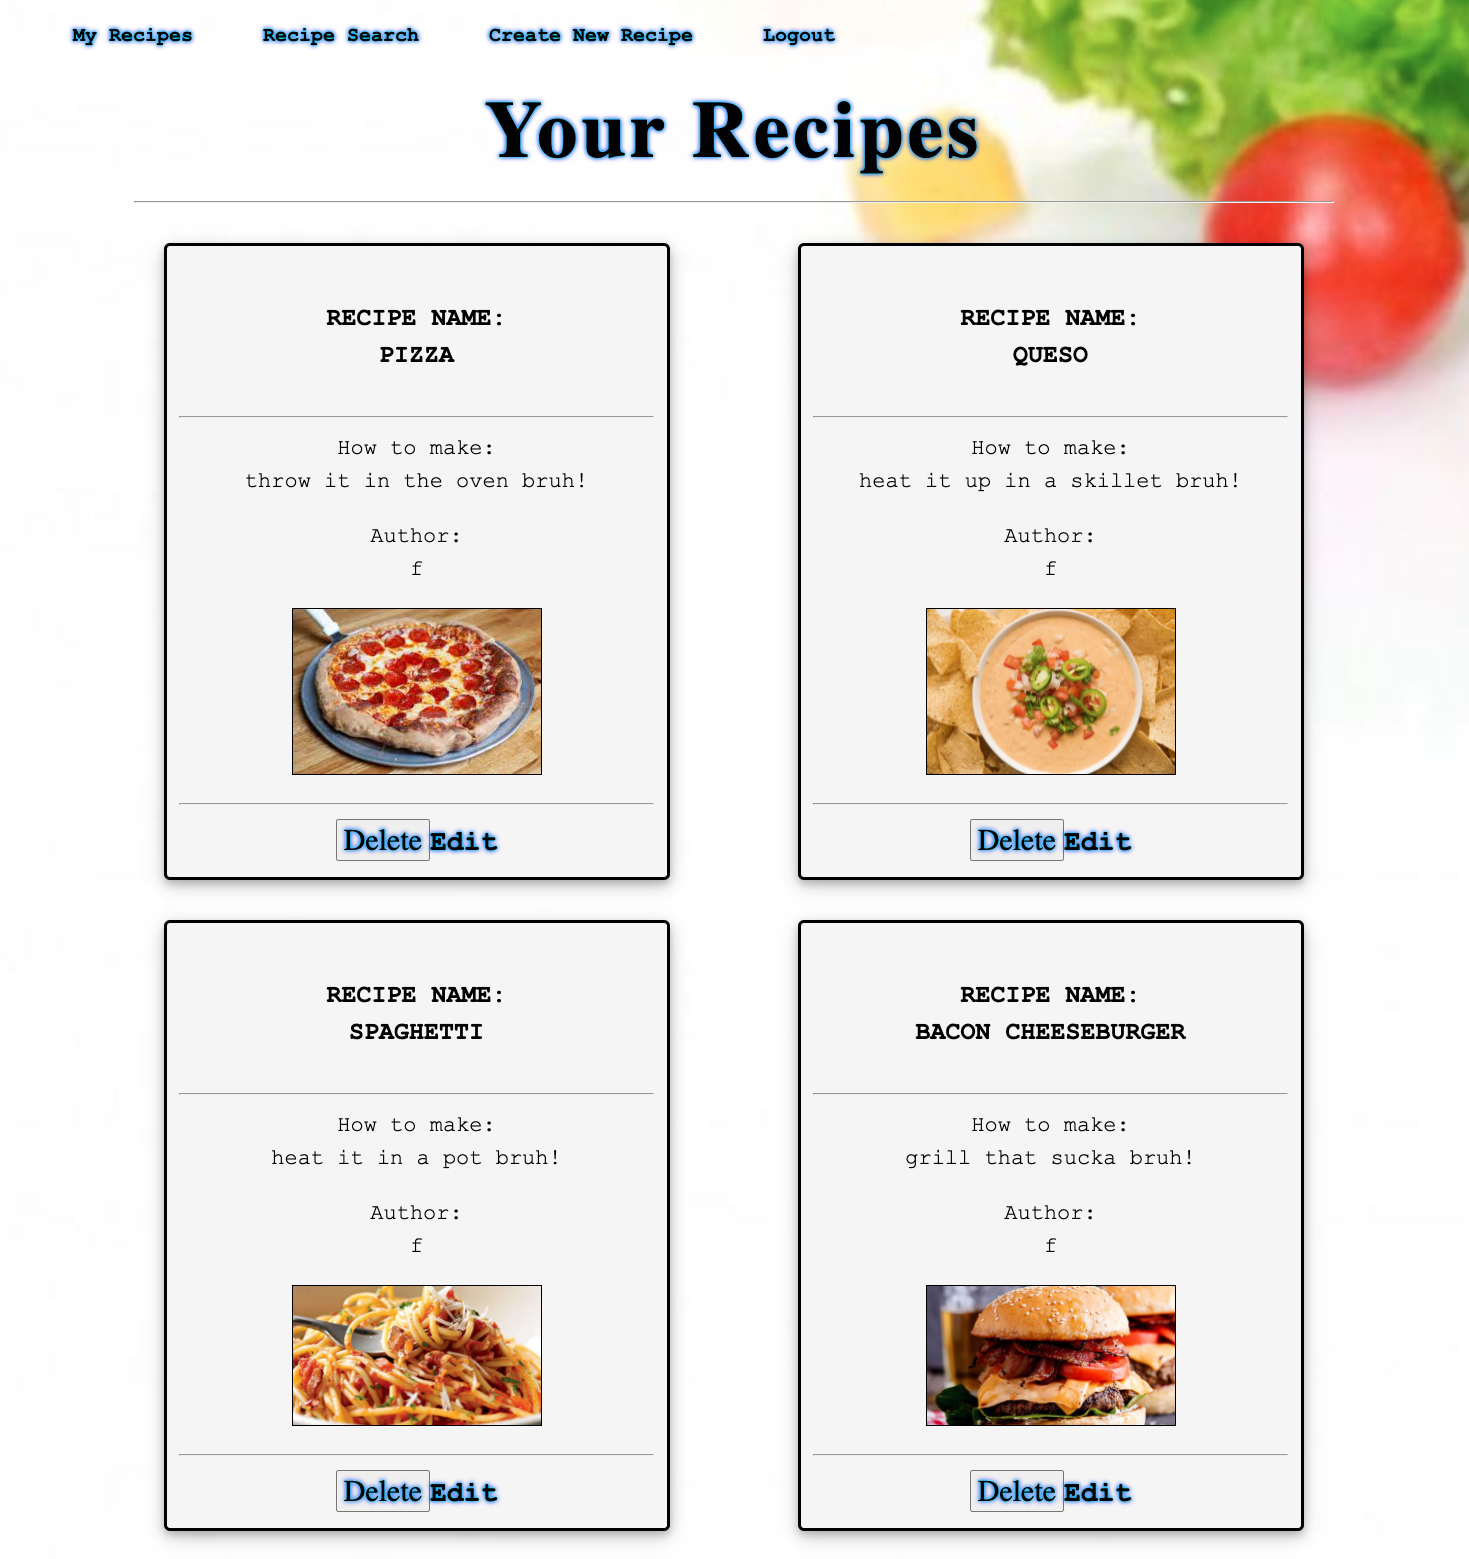 My Recipes Recipe Search Create New Recipe Logout
Your Recipes
RECIPE NAME:
PIZZA
How to make:
throw it in the oven bruh!
Author:
f
Delete Edit
RECIPE NAME:
QUESO
How to make:
heat it up in a skillet bruh!
Author:
f
Delete Edit
RECIPE NAME:
SPAGHETTI
How to make:
heat it in a pot bruh!
Author:
f
Delete Edit
RECIPE NAME:
BACON CHEESEBURGER
How to make:
grill that sucka bruh!
Author:
f
Delete Edit